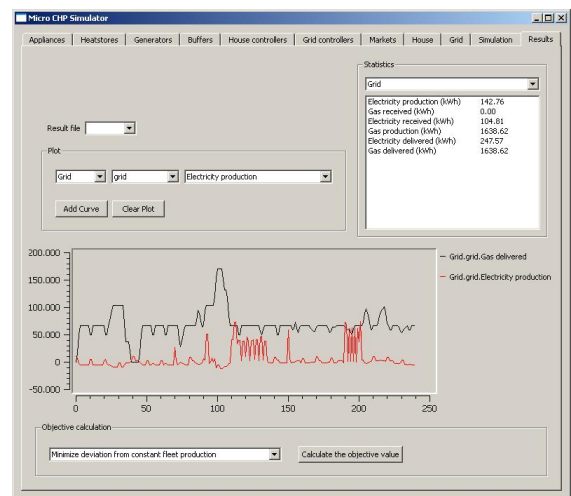 Micro CHP Simulator
Appliances Heatstores Generators Buffers House controllers Grid controllers Markets House Grid Simulation Results
Statistics
Grid
Electricity production (kWh) 142.76
Gas received (kWh) 0.00
Electricity received (kWh) 104.81
Gas production (kWh) 1638.62
Electricity delivered (kWh) 247.57
Gas delivered (kWh) 1638.62
Result file
Plot
Grid grid Electricity production
Add Curve Clear Plot
200.000
150.000
100.000
50.000
0
-50.000
0 50 100 150 200 250
Grid.grid.Gas delivered
Grid.grid.Electricity production
Objective calculation
Minimize deviation from constant fleet production Calculate the objective value